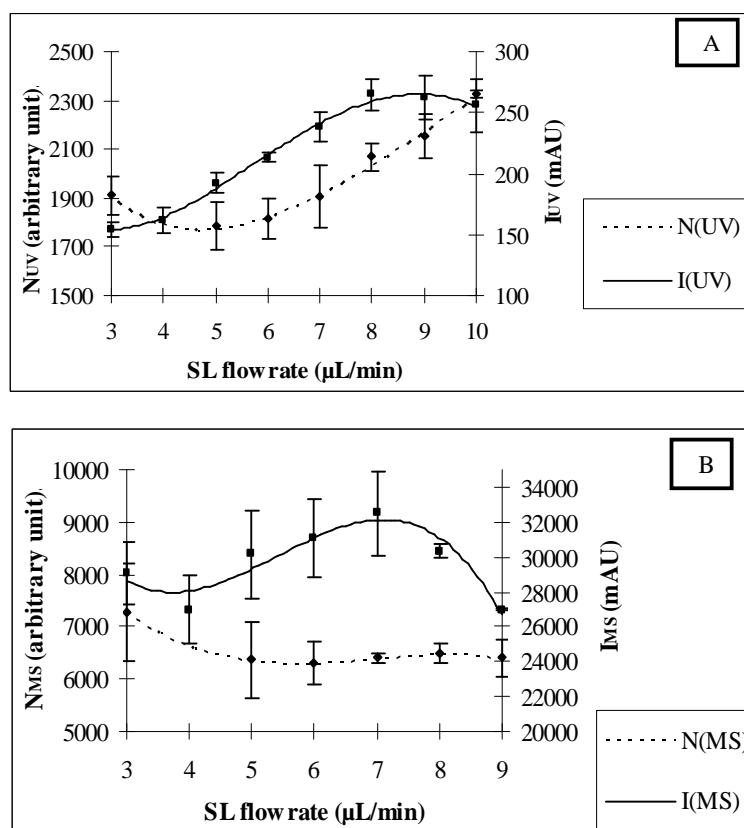 A
2500
2300
2100
1900
1700
1500
NUV (arbitrary unit)
300
250
200
150
100
IUV (mAU)
3 4 5 6 7 8 9 10
SL flow rate (µL/min)
N(UV)
I(UV)
B
10000
9000
8000
7000
6000
5000
NMS (arbitrary unit)
34000
32000
30000
28000
26000
24000
22000
20000
IMS (mAU)
3 4 5 6 7 8 9
SL flow rate (µL/min)
N(MS)
I(MS)